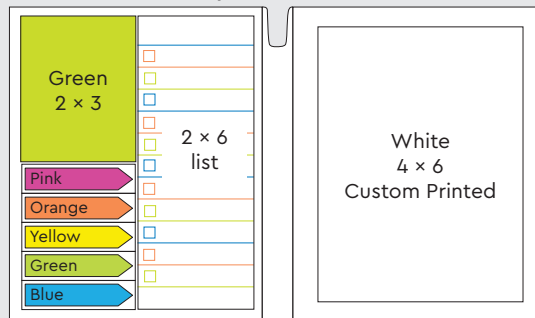 Green
2 × 3
2 × 6
list
Pink
Orange
Yellow
Green
Blue
White
4 × 6
Custom Printed